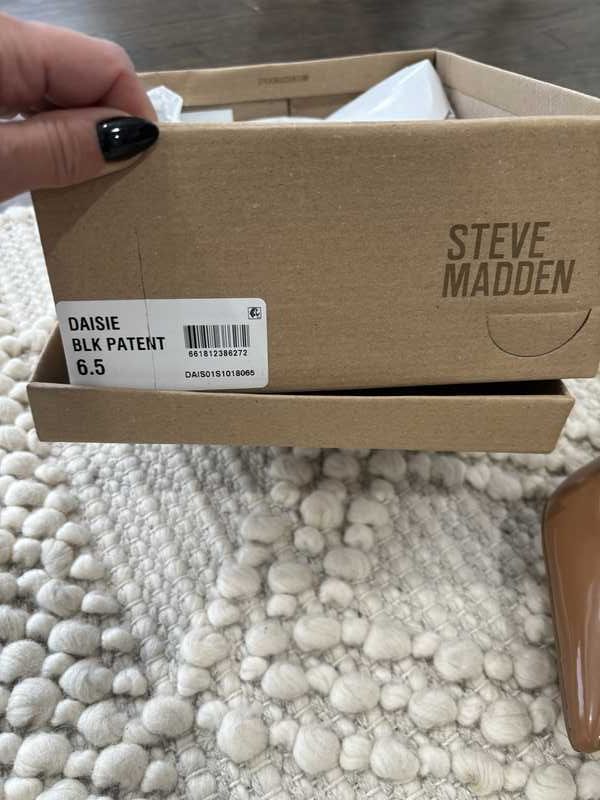 STEVE
MADDEN
DAISIE
BLK PATENT
6.5
661812386272
DAIS01S1018065